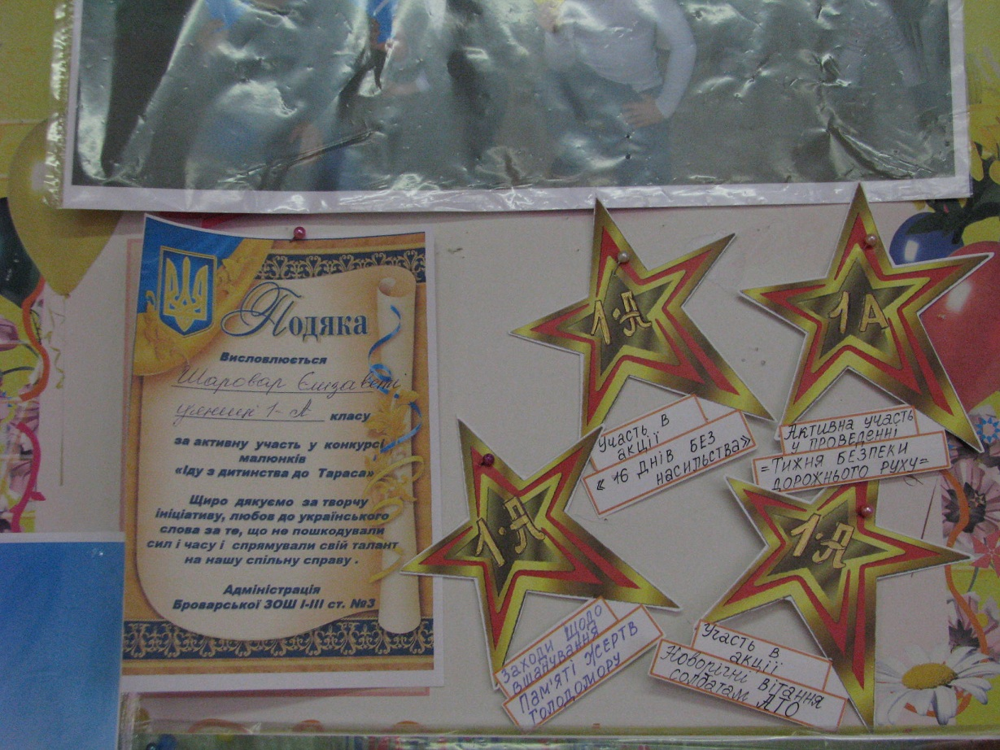 Подяка
Висловлюється
Шаровар Єлизаветі
учениці 1-А класу
за активну участь у конкурсі
малюнків
«Іду з дитинства до Тараса»
Щиро дякуємо за творчу
ініціативу, любов до українського
слова за те, що не пошкодували
сил і часу і спрямували свій талант
на нашу спільну справу .
Адміністрація
Броварської ЗОШ І-ІІІ ст. №3
1-А
Участь в
акції
« 16 днів без
насильства»
1 А
Активна участь
у проведенні
=Тижня безпеки
дорожнього руху=
1-А
Заходи щодо
вшанування
Пам'яті жертв
Голодомору
1-А
Участь в
акції
Новорічні вітання
солдатам АТО